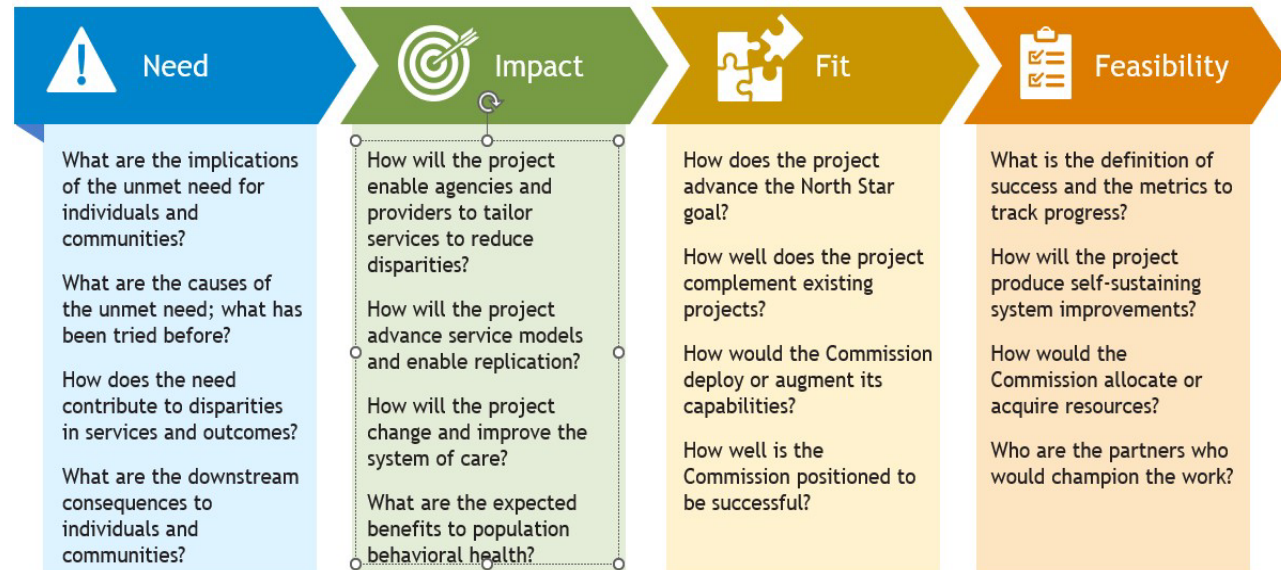 Need
What are the implications
of the unmet need for
individuals and
communities?
What are the causes of
the unmet need; what has
been tried before?
How does the need
contribute to disparities
in services and outcomes?
What are the downstream
consequences to
individuals and
communities?
Impact
How will the project
enable agencies and
providers to tailor
services to reduce
disparities?
How will the project
advance service models
and enable replication?
How will the project
change and improve the
system of care?
What are the expected
benefits to population
behavioral health?
Fit
How does the project
advance the North Star
goal?
How well does the project
complement existing
projects?
How would the Commission
deploy or augment its
capabilities?
How well is the
Commission positioned to
be successful?
Feasibility
What is the definition of
success and the metrics to
track progress?
How will the project
produce self-sustaining
system improvements?
How would the
Commission allocate or
acquire resources?
Who are the partners who
would champion the work?